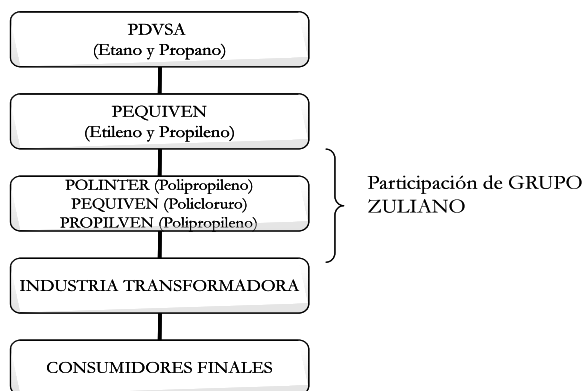 PDVSA
(Etano y Propano)
PEQUIVEN
(Etileno y Propileno)
POLINTER (Polipropileno)
PEQUIVEN (Policloruro)
PROPILVEN (Polipropileno)
Participación de GRUPO
ZULIANO
INDUSTRIA TRANSFORMADORA
CONSUMIDORES FINALES